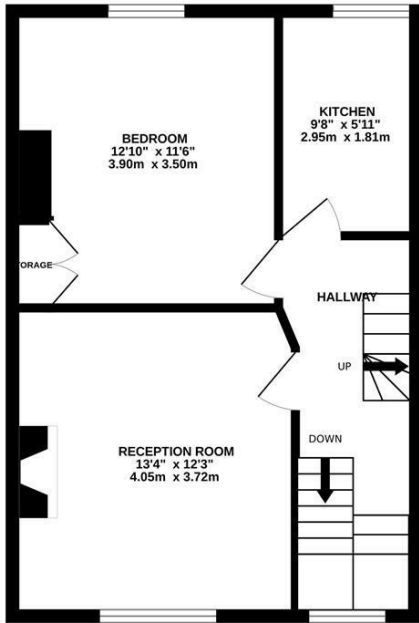 KITCHEN
9'8" x 5'11"
2.95m x 1.81m
BEDROOM
12'10" x 11'6"
3.90m x 3.50m
TORAGE
HALLWAY
UP
DOWN
RECEPTION ROOM
13'4" x 12'3"
4.05m x 3.72m